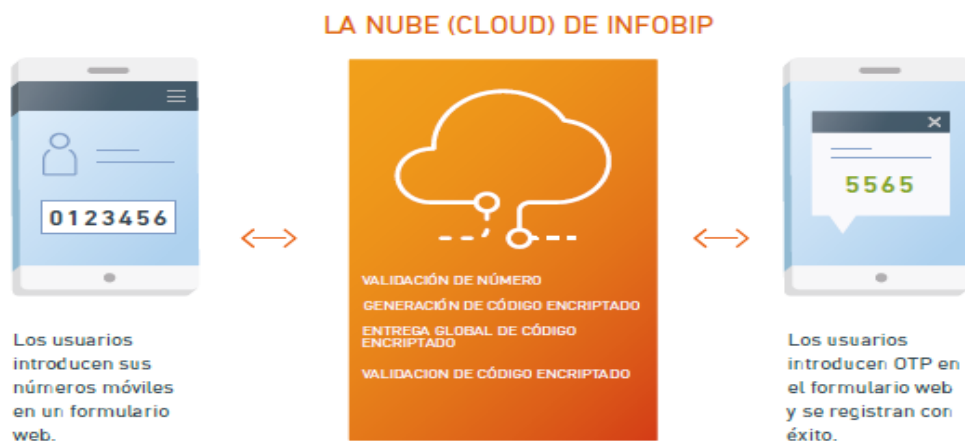 LA NUBE (CLOUD) DE INFOBIP
0123456
Los usuarios
introducen sus
números móviles
en un formulario
web.
VALIDACIÓN DE NÚMERO
GENERACIÓN DE CÓDIGO ENCRIPTADO
ENTREGA GLOBAL DE CÓDIGO
ENCRIPTADO
VALIDACION DE CÓDIGO ENCRIPTADO
5565
Los usuarios
introducen OTP en
el formulario web
y se registran con
éxito.